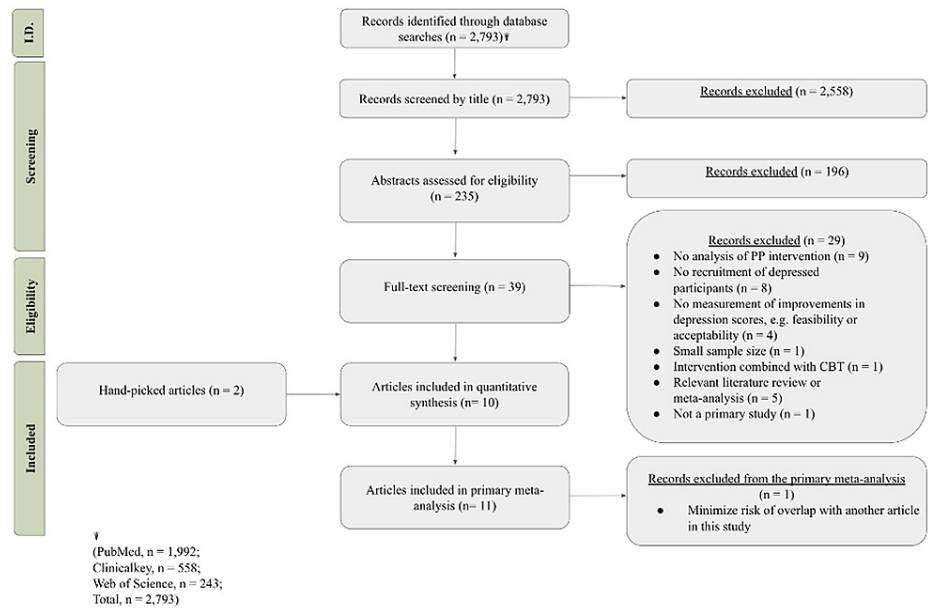 I.D.
Records identified through database
searches (n = 2,793)⚵
Screening
Records screened by title (n = 2,793)
Records excluded (n = 2,558)
Abstracts assessed for eligibility
(n = 235)
Records excluded (n = 196)
Eligibility
Full-text screening (n = 39)
Records excluded (n = 29)
● No analysis of PP intervention (n = 9)
● No recruitment of depressed
participants (n = 8)
● No measurement of improvements in
depression scores, e.g. feasibility or
acceptability (n = 4)
● Small sample size (n = 1)
● Intervention combined with CBT (n = 1)
● Relevant literature review or
meta-analysis (n = 5)
● Not a primary study (n = 1)
Included
Hand-picked articles (n = 2)
Articles included in quantitative
synthesis (n= 10)
Articles included in primary meta-
analysis (n= 11)
Records excluded from the primary meta-analysis
(n = 1)
● Minimize risk of overlap with another article
in this study
⚵
(PubMed, n = 1,992;
Clinicalkey, n = 558;
Web of Science, n = 243;
Total, n = 2,793)